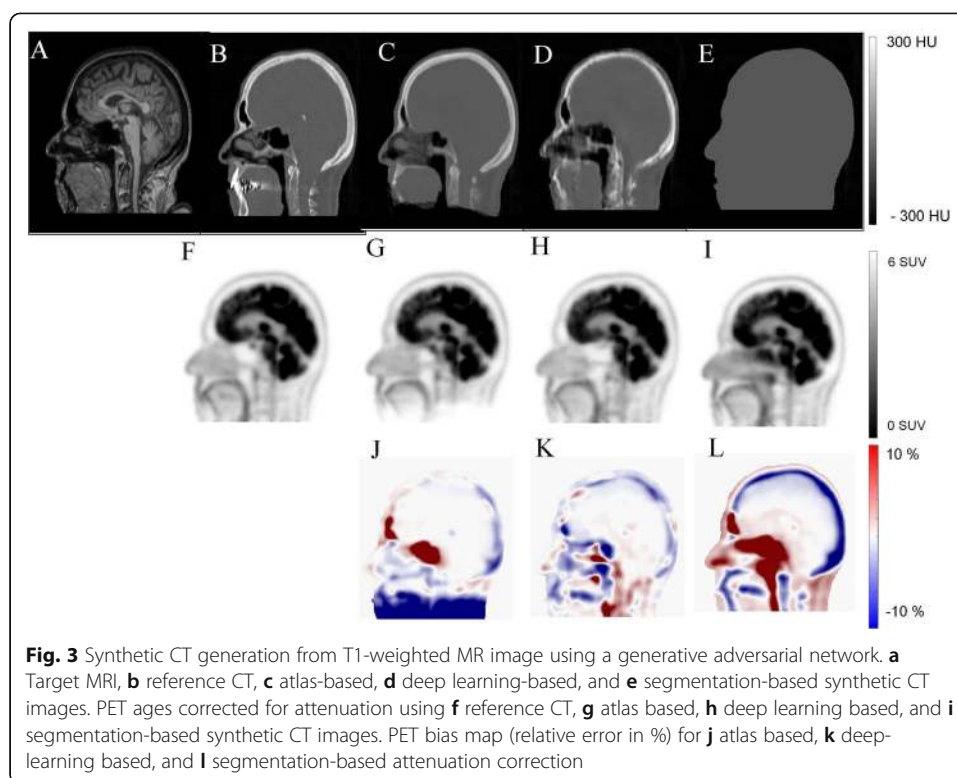 A
B
C
D
E
300 HU
- 300 HU
F
G
H
I
6 SUV
0 SUV
J
K
L
10 %
-10 %
Fig. 3 Synthetic CT generation from T1-weighted MR image using a generative adversarial network. a
Target MRI, b reference CT, c atlas-based, d deep learning-based, and e segmentation-based synthetic CT
images. PET ages corrected for attenuation using f reference CT, g atlas based, h deep learning based, and i
segmentation-based synthetic CT images. PET bias map (relative error in %) for j atlas based, k deep-
learning based, and l segmentation-based attenuation correction